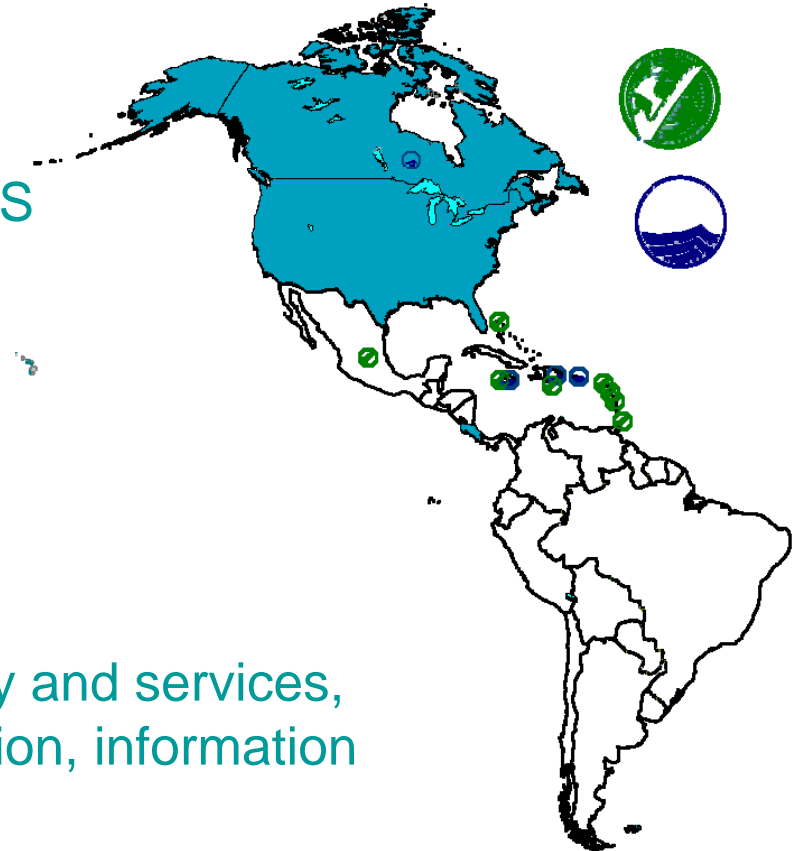 S
y and services,
ion, information